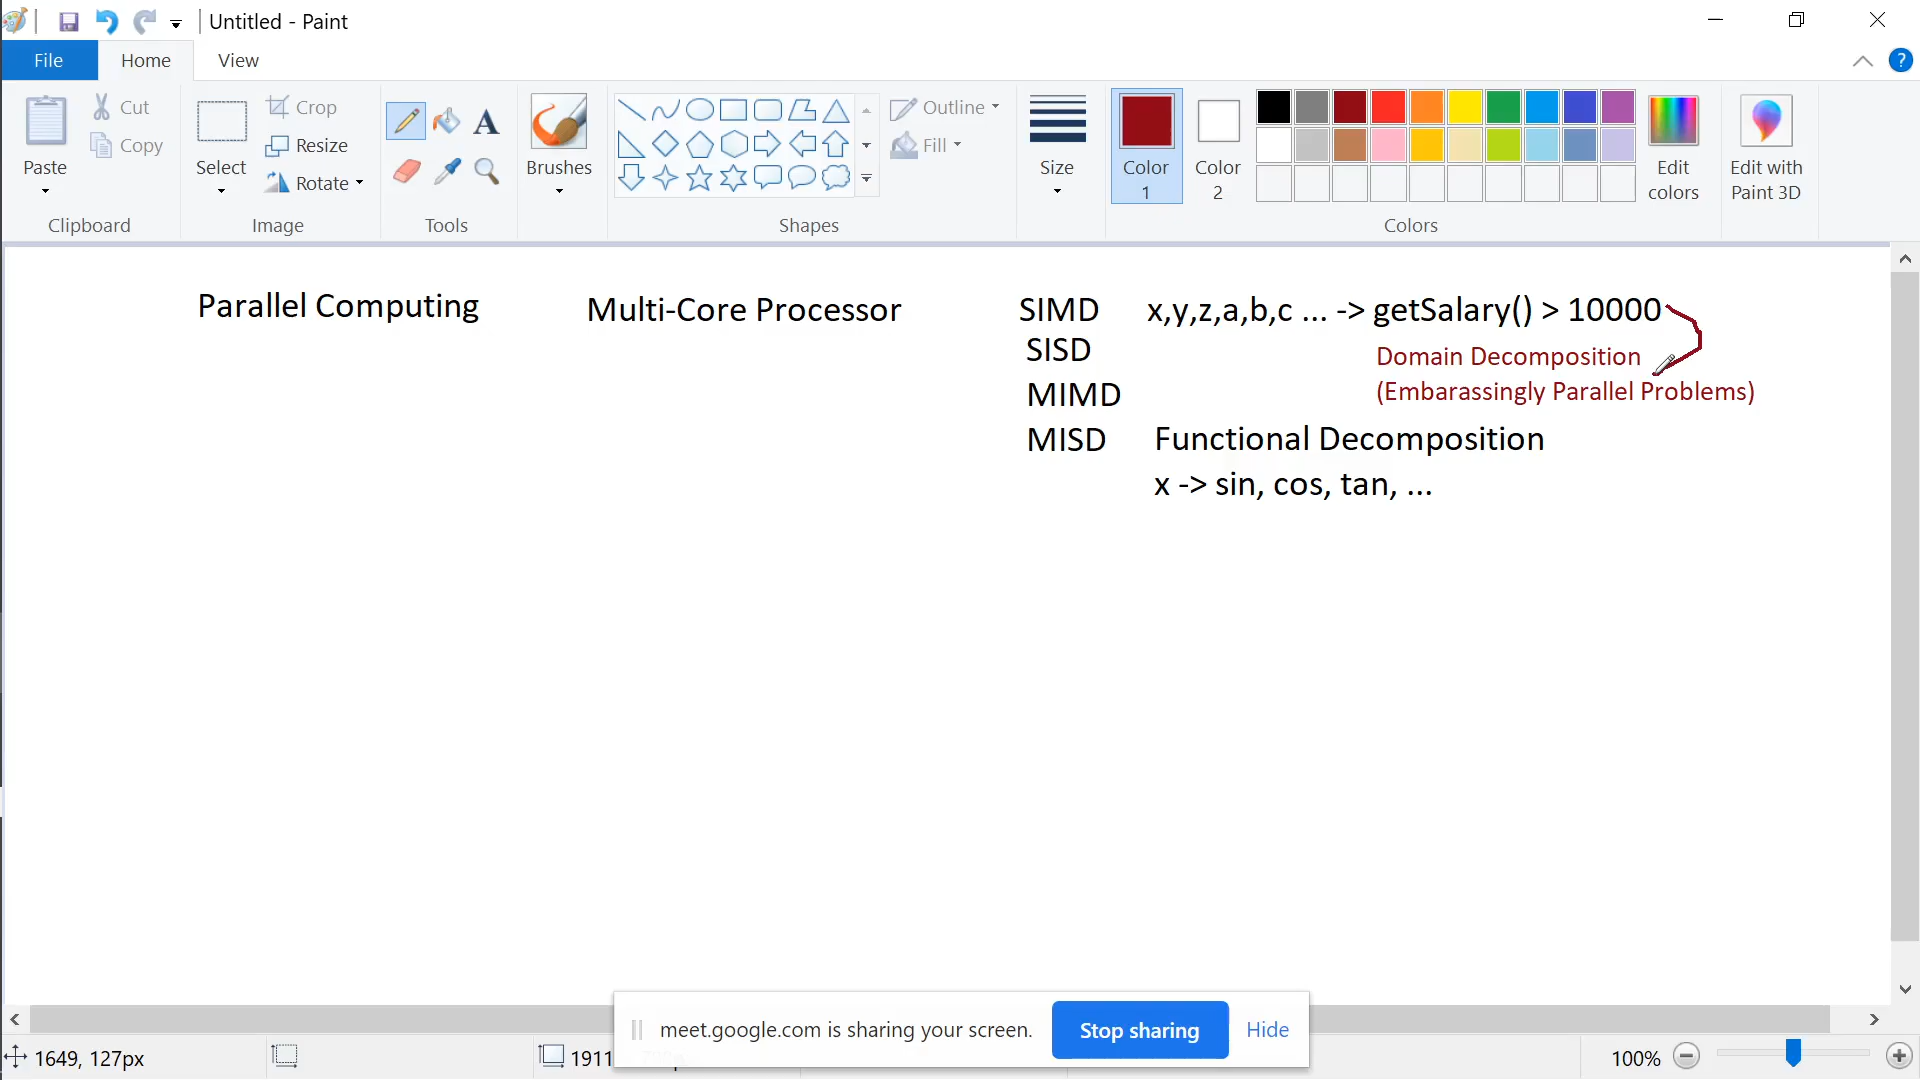 Untitled - Paint
File Home View
Paste
Cut
Copy
Clipboard
Select
Crop
Resize
Rotate
Image
Tools
Brushes
Shapes
Outline
Fill
Size
Color 1
Color 2
Edit colors
Edit with Paint 3D
Colors
Parallel Computing
Multi-Core Processor
SIMD x,y,z,a,b,c ... -> getSalary() > 10000
SISD
Domain Decomposition
MIMD
(Embarassingly Parallel Problems)
MISD Functional Decomposition
x -> sin, cos, tan, ...
meet.google.com is sharing your screen. Stop sharing Hide
1649, 127px
1911
100%